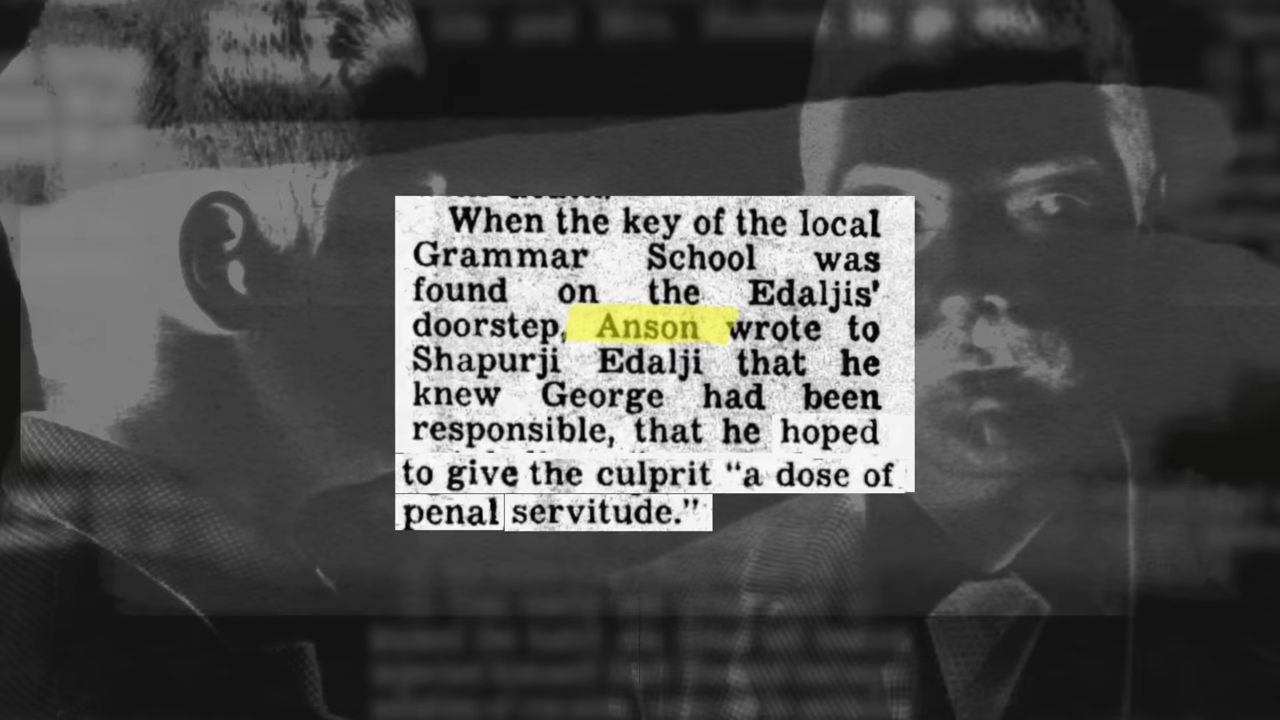 When the key of the local
Grammar School was
found on the Edaljis'
doorstep, Anson wrote to
Shapurji Edalji that he
knew George had been
responsible, that he hoped
to give the culprit “a dose of
penal servitude.”